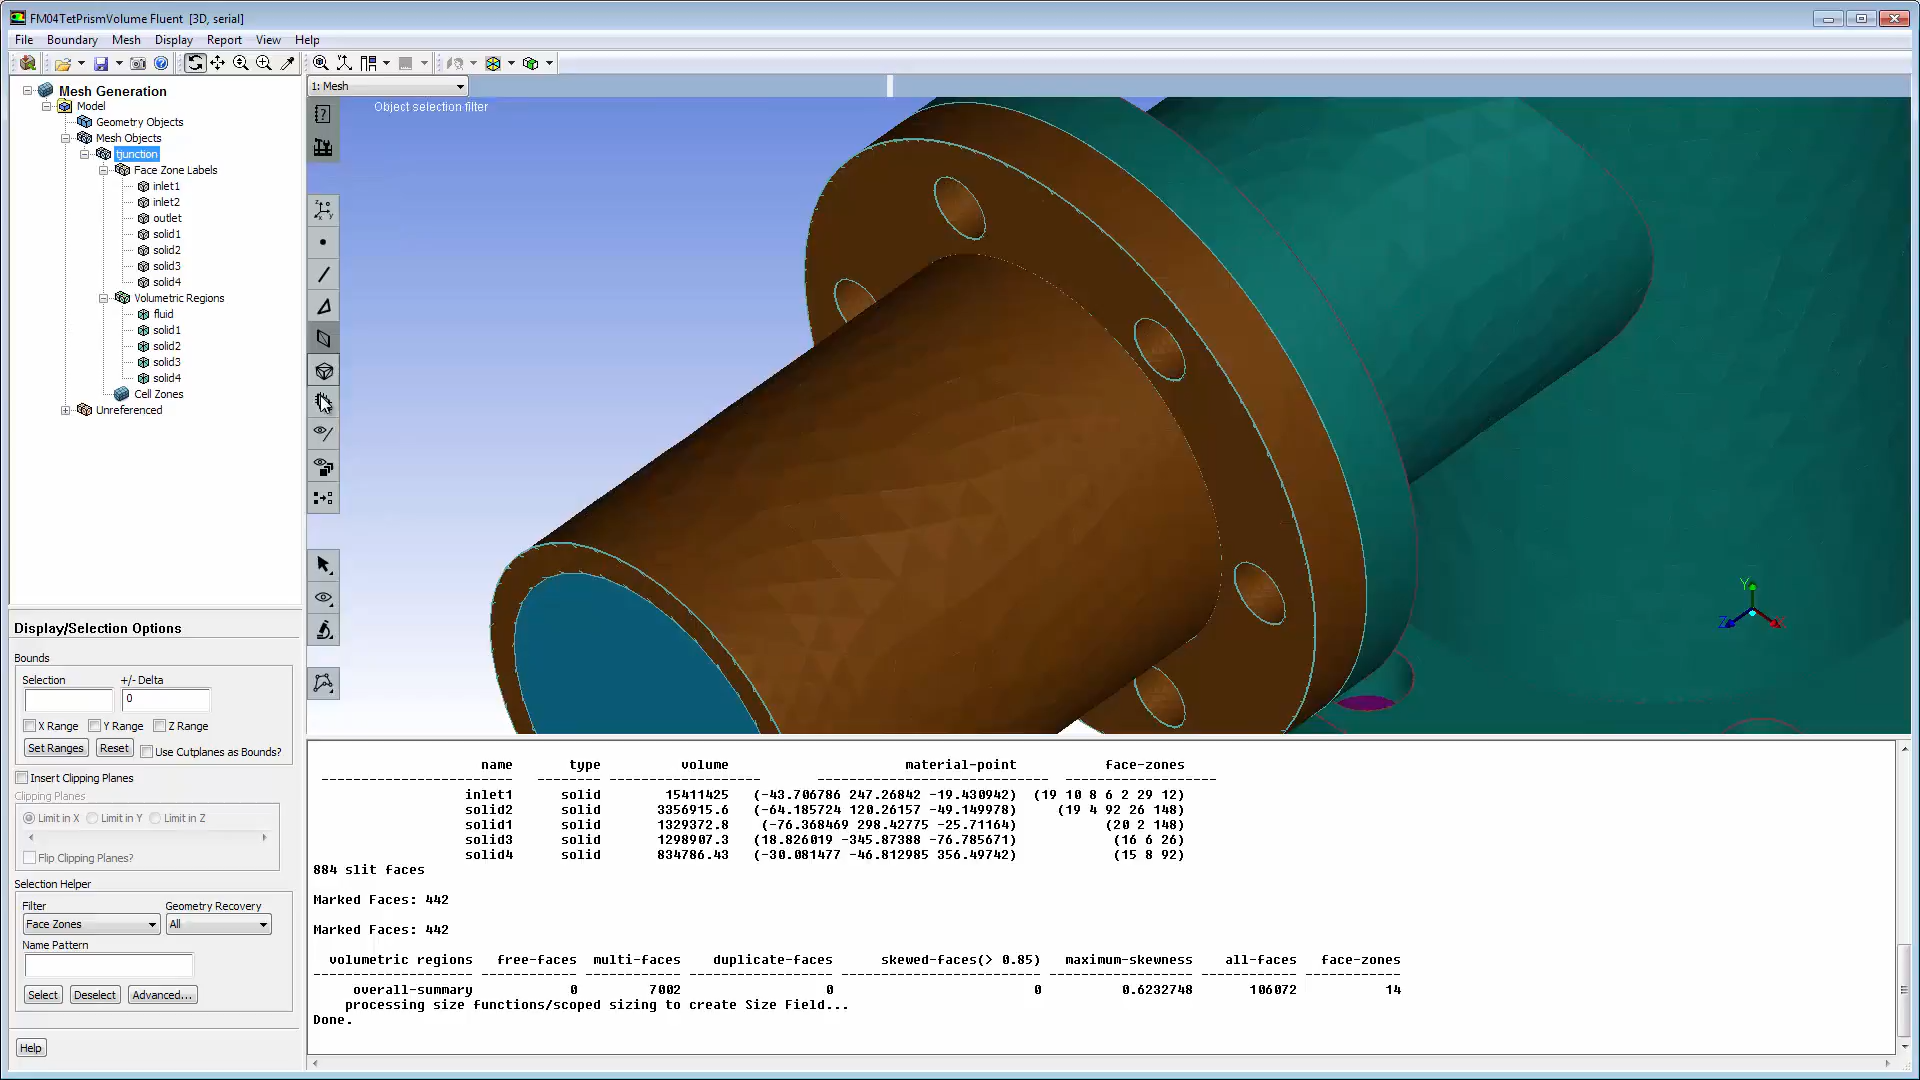 FM04TetPrismVolume Fluent [3D, serial]
File Boundary Mesh Display Report View Help
1: Mesh
Object selection filter
Mesh Generation
Model
Geometry Objects
Mesh Objects
tjunction
Face Zone Labels
inlet1
inlet2
outlet
solid1
solid2
solid3
solid4
Volumetric Regions
fluid
solid1
solid2
solid3
solid4
Cell Zones
Unreferenced
Display/Selection Options
Bounds
Selection +/- Delta
0
X Range Y Range Z Range
Set Ranges Reset Use Cutplanes as Bounds?
Insert Clipping Planes
Clipping Planes
Limit in X Limit in Y Limit in Z
Flip Clipping Planes?
Selection Helper
Filter Geometry Recovery
Face Zones All
Name Pattern
Select Deselect Advanced...
Help
Y
Z X
name type volume material-point face-zones
inlet1 solid 15411425 (-43.706786 247.26842 -19.430942) (19 10 8 6 2 29 12)
solid2 solid 3356915.6 (-64.185724 120.26157 -49.149978) (19 4 92 26 148)
solid1 solid 1329372.8 (-76.368469 298.42775 -25.71164) (20 2 148)
solid3 solid 1298907.3 (18.826019 -345.87388 -76.785671) (16 6 26)
solid4 solid 834786.43 (-30.081477 -46.812985 356.49742) (15 8 92)
884 slit faces
Marked Faces: 442
Marked Faces: 442
volumetric regions free-faces multi-faces duplicate-faces skewed-faces(> 0.85) maximum-skewness all-faces face-zones
overall-summary 0 7002 0 0 0.6232748 106072 14
processing size functions/scoped sizing to create Size Field...
Done.